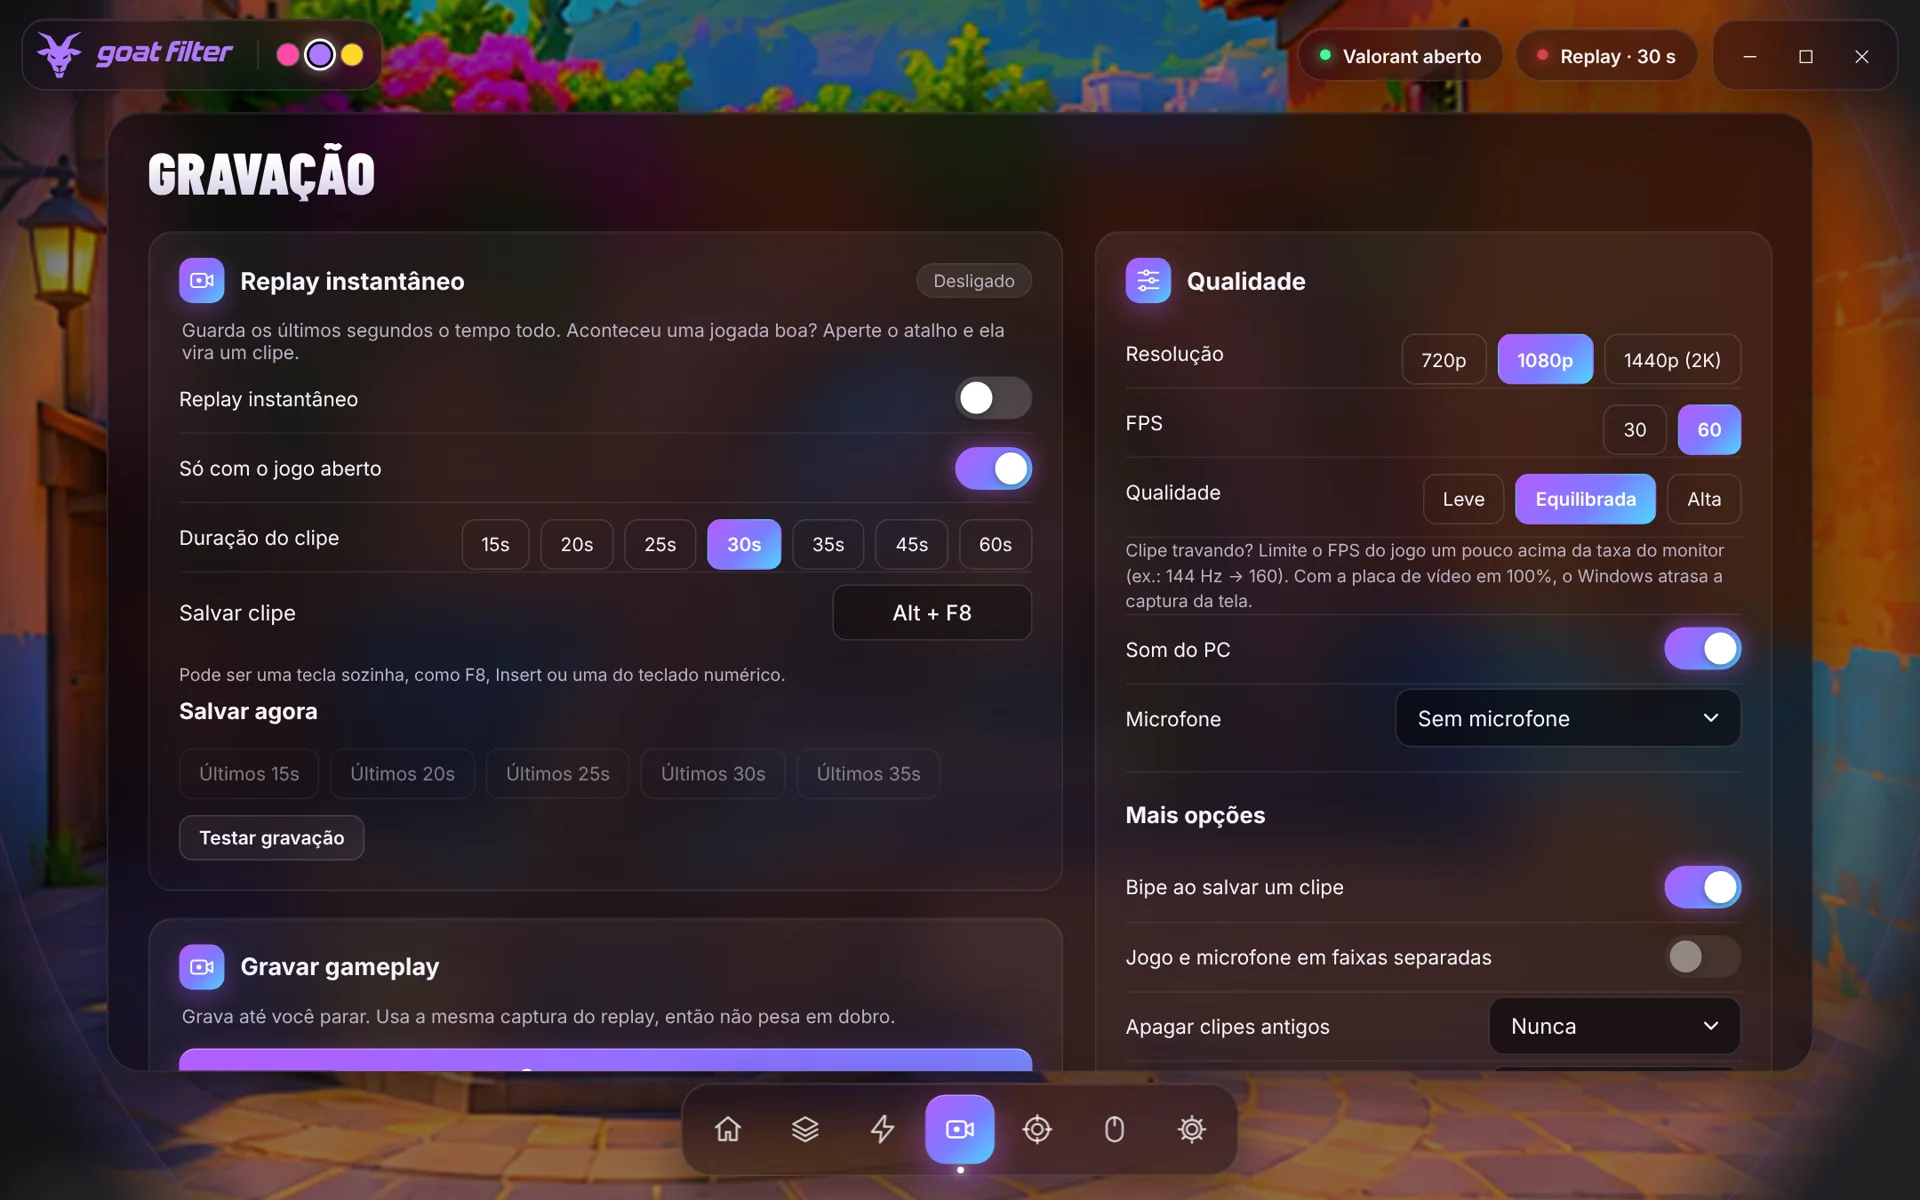 goat filter
Valorant aberto
Replay · 30 s
GRAVAÇÃO
Replay instantâneo
Desligado
Guarda os últimos segundos o tempo todo. Aconteceu uma jogada boa? Aperte o atalho e ela
vira um clipe.
Replay instantâneo
Só com o jogo aberto
Duração do clipe
15s
20s
25s
30s
35s
45s
60s
Salvar clipe
Alt + F8
Pode ser uma tecla sozinha, como F8, Insert ou uma do teclado numérico.
Salvar agora
Últimos 15s
Últimos 20s
Últimos 25s
Últimos 30s
Últimos 35s
Testar gravação
Gravar gameplay
Grava até você parar. Usa a mesma captura do replay, então não pesa em dobro.
Qualidade
Resolução
720p
1080p
1440p (2K)
FPS
30
60
Qualidade
Leve
Equilibrada
Alta
Clipe travando? Limite o FPS do jogo um pouco acima da taxa do monitor
(ex.: 144 Hz → 160). Com a placa de vídeo em 100%, o Windows atrasa a
captura da tela.
Som do PC
Microfone
Sem microfone
Mais opções
Bipe ao salvar um clipe
Jogo e microfone em faixas separadas
Apagar clipes antigos
Nunca